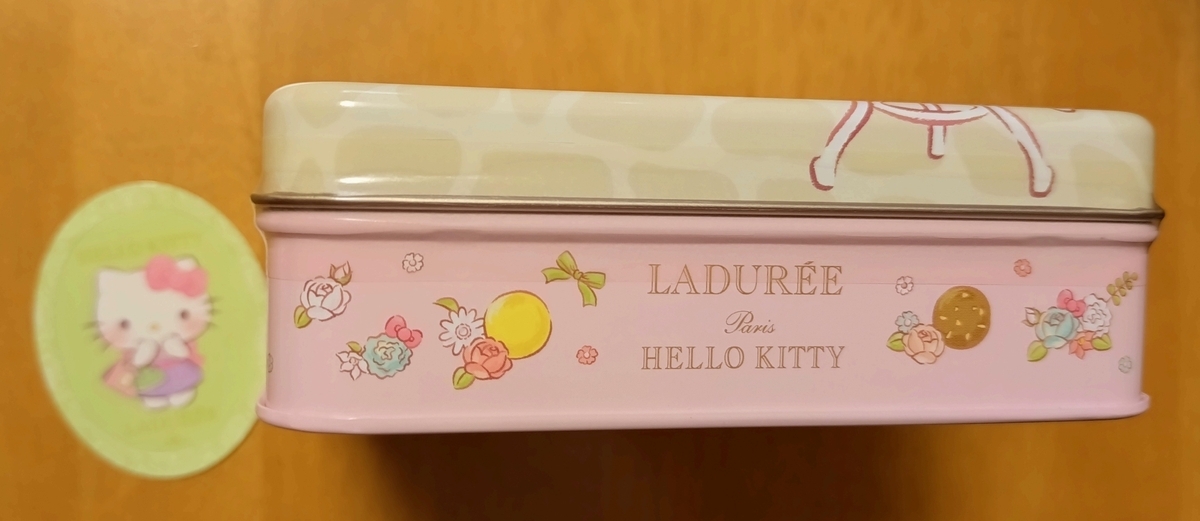 LADURÉE
Paris
HELLO KITTY